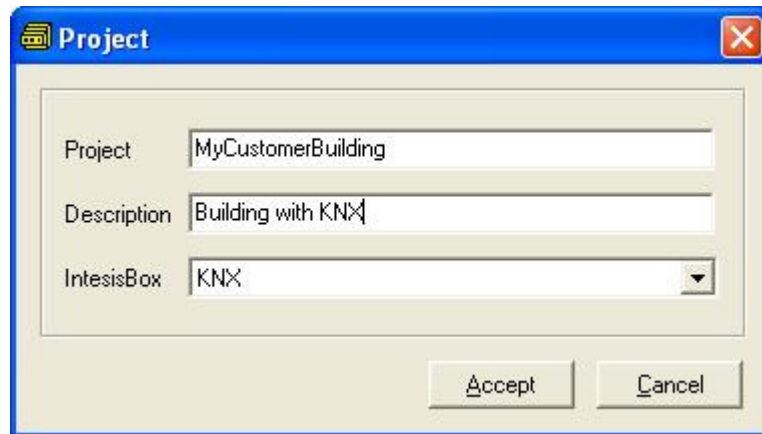 Project
Project MyCustomerBuilding
Description Building with KNX
IntesisBox KNX
Accept Cancel